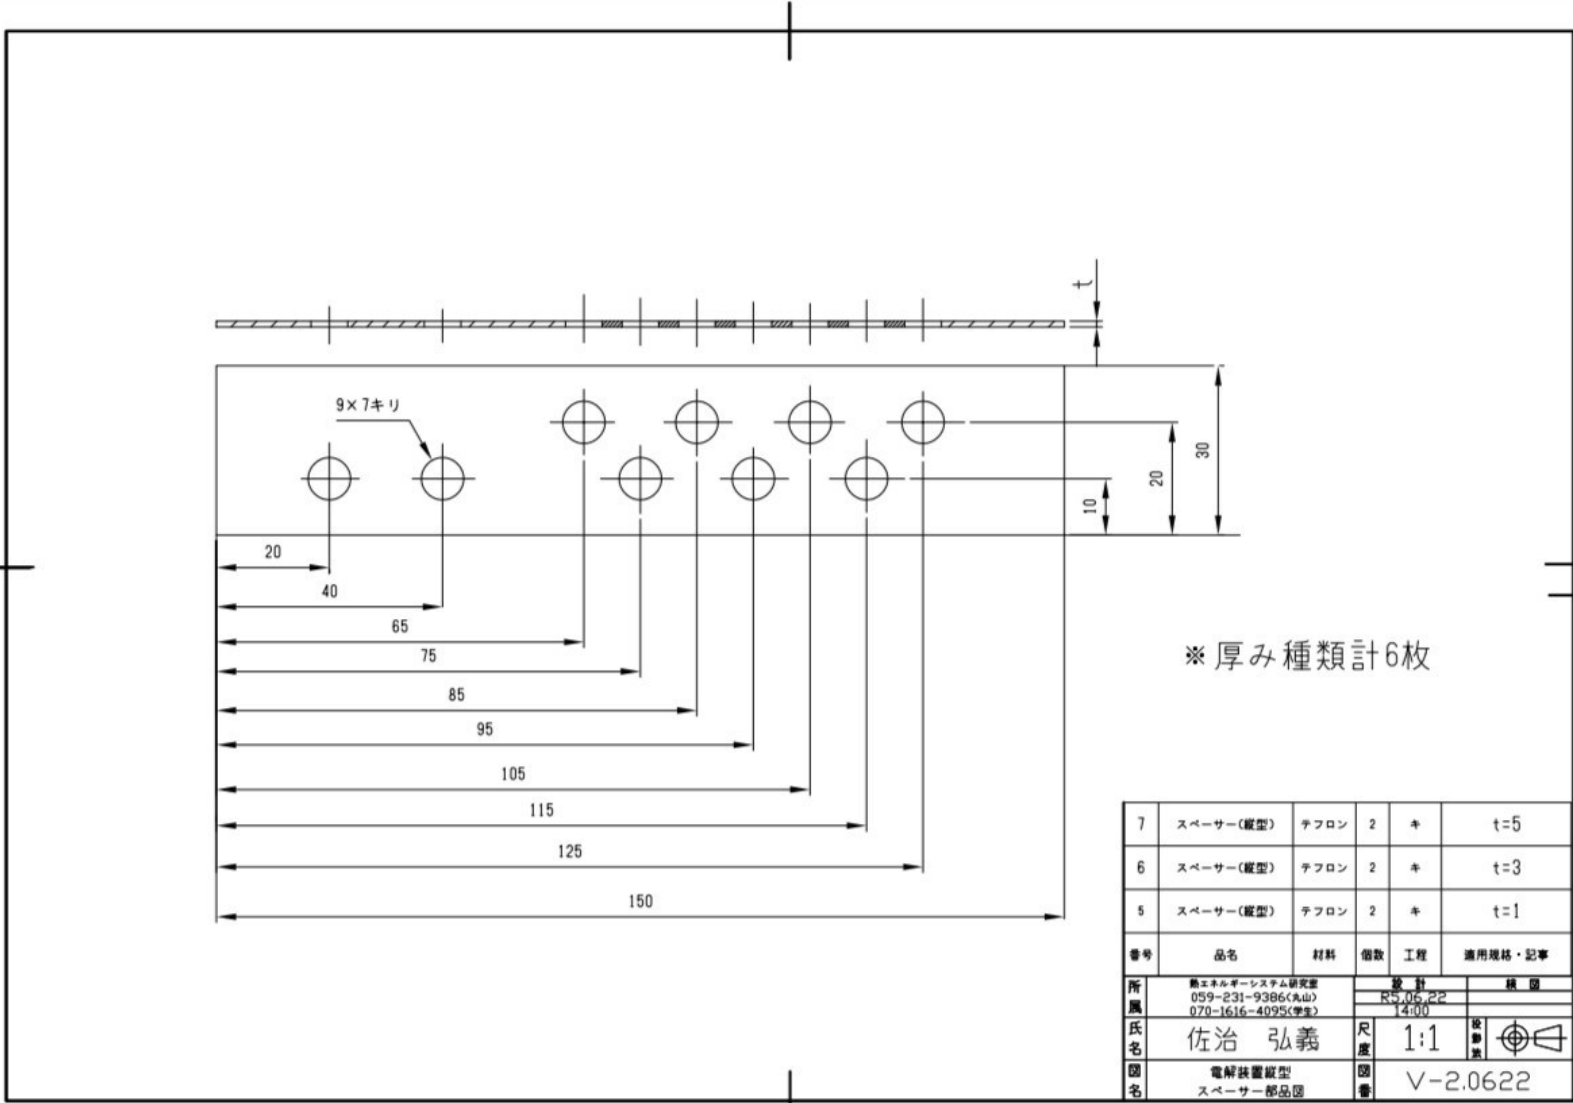 t
9×7キリ
30
20
10
20
40
65
75
85
95
105
115
125
150
※厚み種類計6枚
7 スペーサー(縦型) テフロン 2 キ t=5
6 スペーサー(縦型) テフロン 2 キ t=3
5 スペーサー(縦型) テフロン 2 キ t=1
番号 品名 材料 個数 工程 適用規格・記事
所属 熱エネルギーシステム研究室 設計 検図
059-231-9386(丸山) R5.06.22
070-1616-4095(学生) 14:00
氏名 佐治 弘義 尺度 1:1 投影法
図名 電解装置縦型 図番 V-2.0622
スペーサー部品図